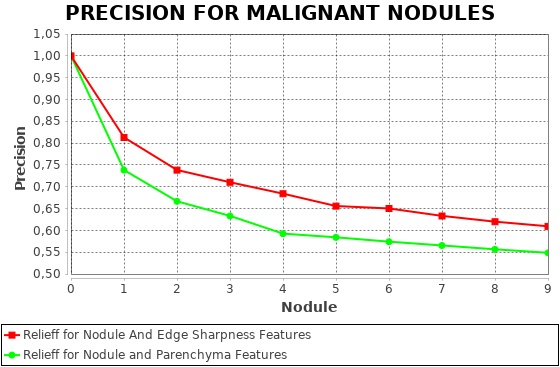 PRECISION FOR MALIGNANT NODULES
1,05
1,00
0,95
0,90
0,85
0,80
0,75
0,70
0,65
0,60
0,55
0,50
Precision
0 1 2 3 4 5 6 7 8 9
Nodule
Relieff for Nodule And Edge Sharpness Features
Relieff for Nodule and Parenchyma Features